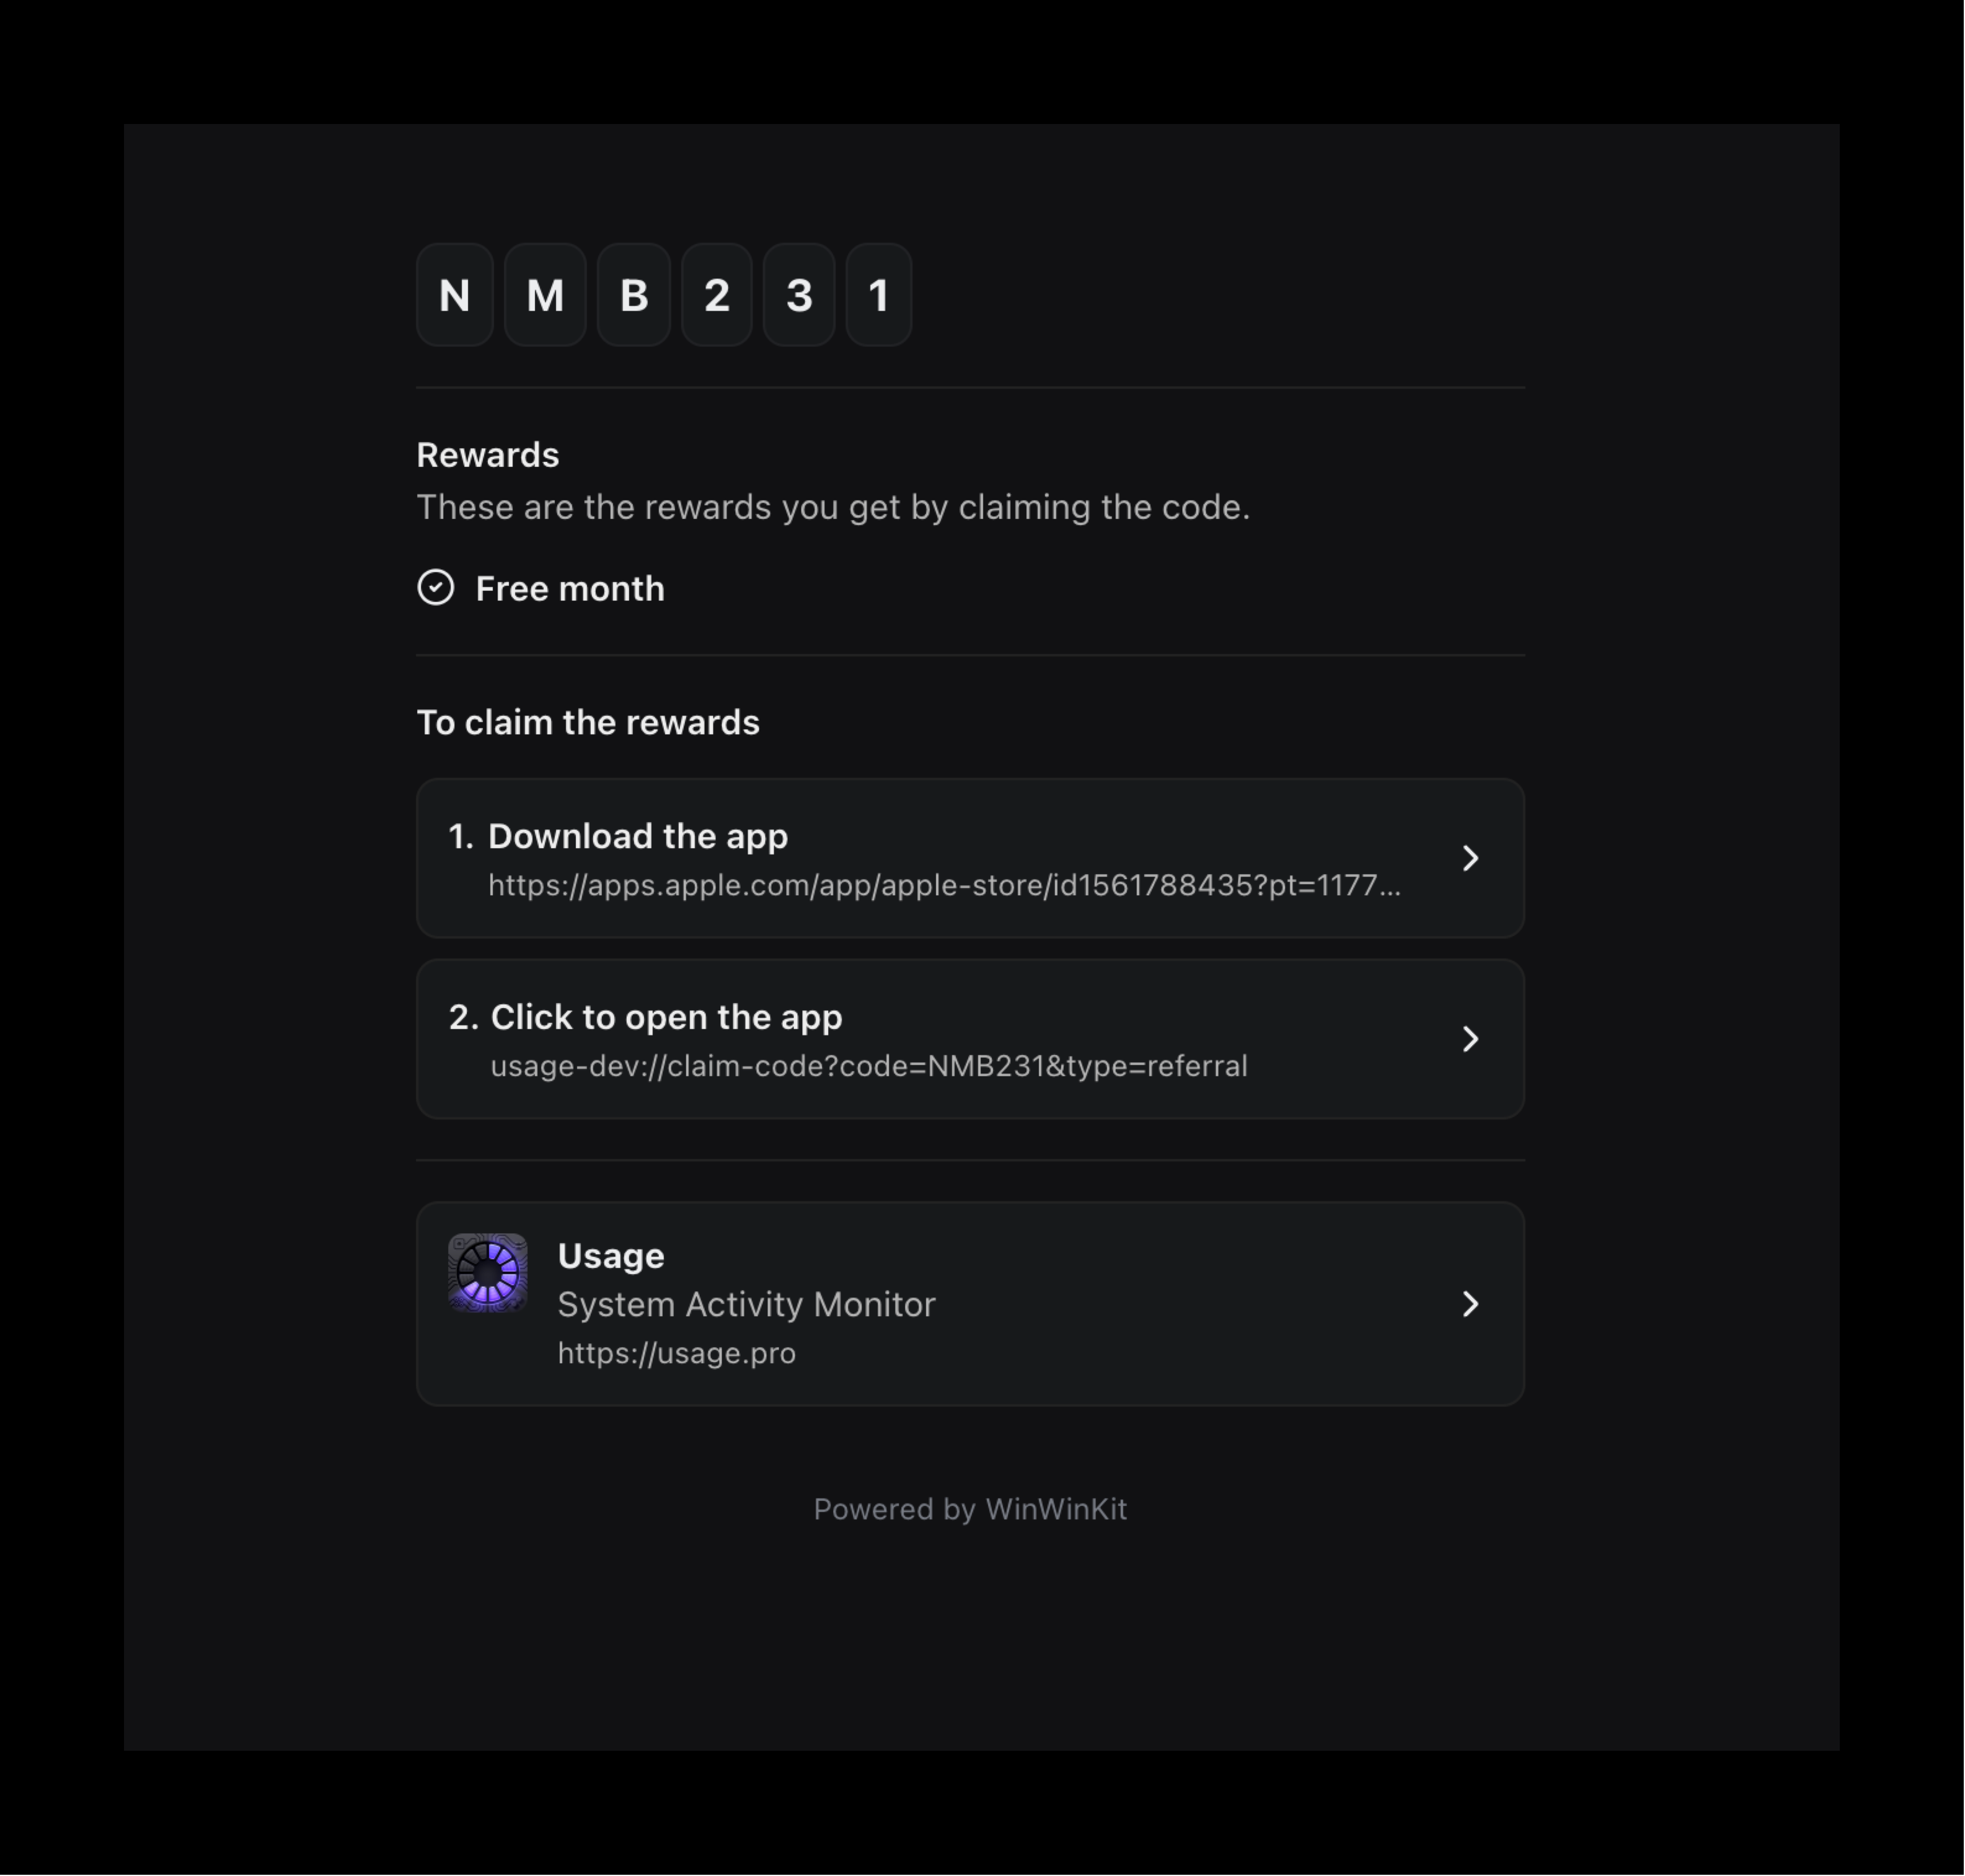 N M B 2 3 1
Rewards
These are the rewards you get by claiming the code.
Free month
To claim the rewards
1. Download the app
https://apps.apple.com/app/apple-store/id1561788435?pt=1177...
2. Click to open the app
usage-dev://claim-code?code=NMB231&type=referral
Usage
System Activity Monitor
https://usage.pro
Powered by WinWinKit